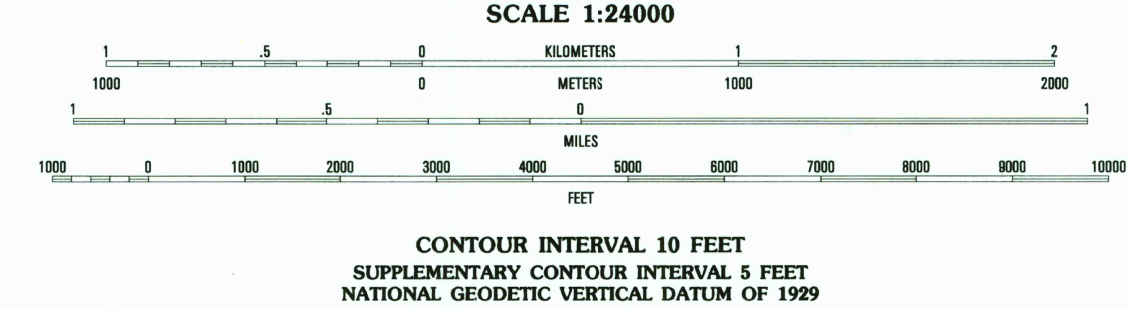 SCALE 1:24000
1 .5 0 KILOMETERS 1 2
1000 0 METERS 1000 2000
1 .5 0 1
MILES
1000 0 1000 2000 3000 4000 5000 6000 7000 8000 9000 10000
FEET
CONTOUR INTERVAL 10 FEET
SUPPLEMENTARY CONTOUR INTERVAL 5 FEET
NATIONAL GEODETIC VERTICAL DATUM OF 1929